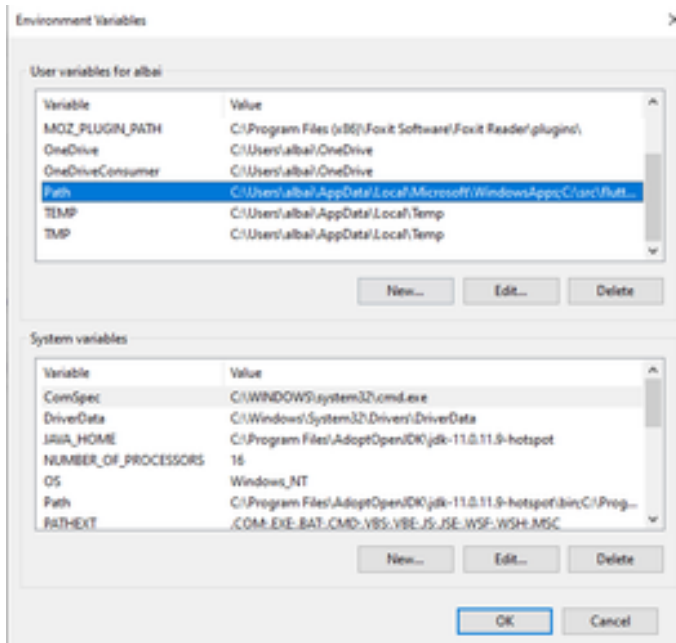 Environment Variables
User variables for albai
Variable Value
MOZ_PLUGIN_PATH C:\Program Files (x86)\Foxit Software\Foxit Reader\plugins\
OneDrive C:\Users\albai\OneDrive
OneDriveConsumer C:\Users\albai\OneDrive
Path C:\Users\albai\AppData\Local\Microsoft\WindowsApps;C:\src\flutt...
TEMP C:\Users\albai\AppData\Local\Temp
TMP C:\Users\albai\AppData\Local\Temp
New... Edit... Delete
System variables
Variable Value
ComSpec C:\WINDOWS\system32\cmd.exe
DriverData C:\Windows\System32\Drivers\DriverData
JAVA_HOME C:\Program Files\AdoptOpenJDK\jdk-11.0.11.9-hotspot
NUMBER_OF_PROCESSORS 16
OS Windows_NT
Path C:\Program Files\AdoptOpenJDK\jdk-11.0.11.9-hotspot\bin;C:\Prog...
PATHEXT .COM;.EXE;.BAT;.CMD;.VBS;.VBE;.JS;.JSE;.WSF;.WSH;.MSC
New... Edit... Delete
OK Cancel